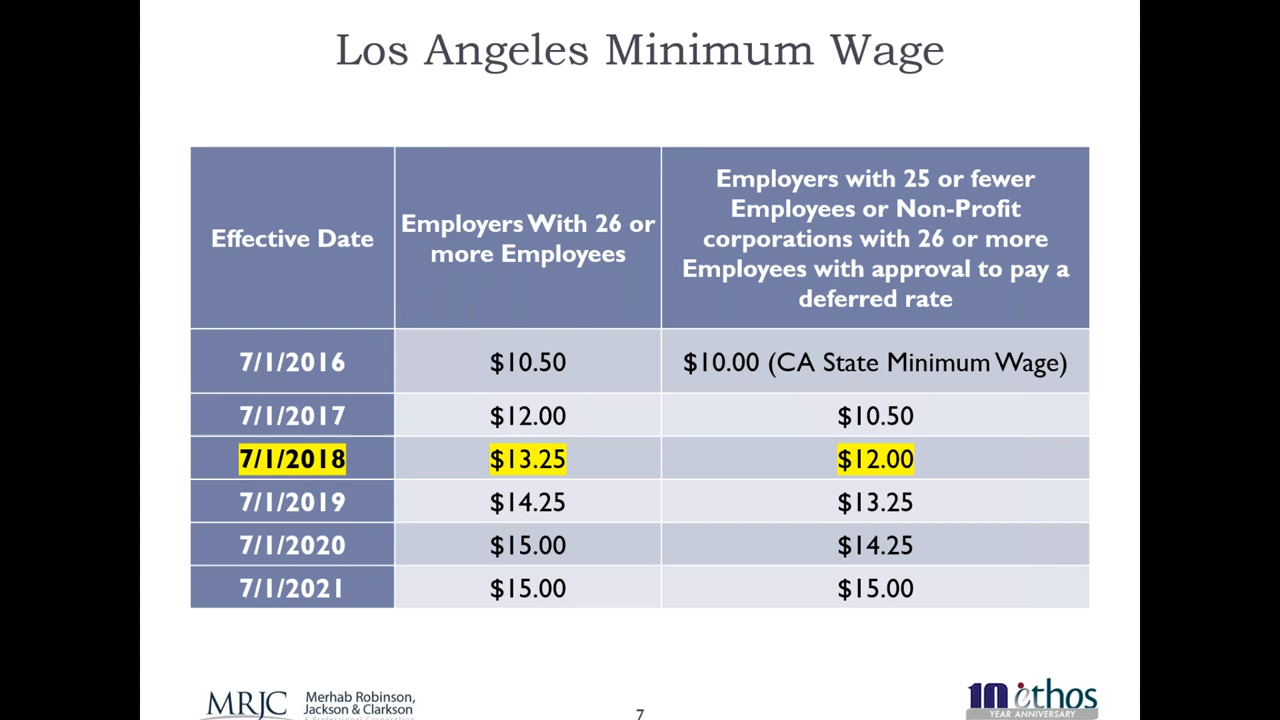 Los Angeles Minimum Wage
Effective Date
Employers With 26 or
more Employees
Employers with 25 or fewer
Employees or Non-Profit
corporations with 26 or more
Employees with approval to pay a
deferred rate
7/1/2016 $10.50 $10.00 (CA State Minimum Wage)
7/1/2017 $12.00 $10.50
7/1/2018 $13.25 $12.00
7/1/2019 $14.25 $13.25
7/1/2020 $15.00 $14.25
7/1/2021 $15.00 $15.00
MRJC Merhab Robinson,
Jackson & Clarkson
A Professional Corporation
7
10 ethos
YEAR ANNIVERSARY